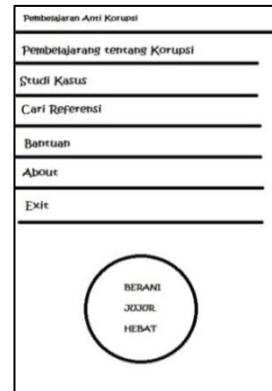 Pembelajaran Anti Korupsi
Pembelajarang tentang Korupsi
Studi Kasus
Cari Referensi
Bantuan
About
Exit
BERANI
JUJUR
HEBAT